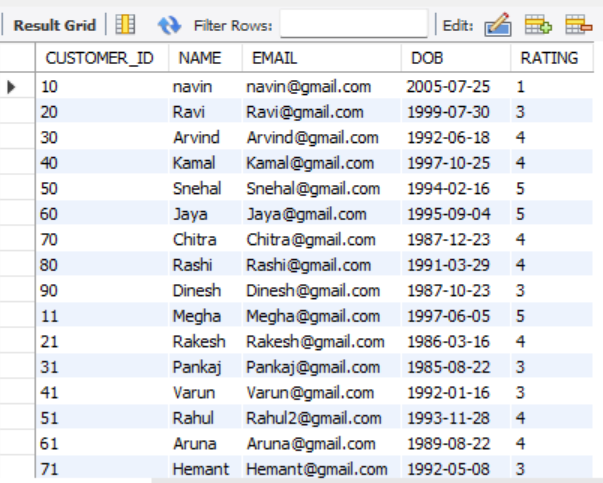 Result Grid Filter Rows: Edit:
CUSTOMER_ID NAME EMAIL DOB RATING
10 navin navin@gmail.com 2005-07-25 1
20 Ravi Ravi@gmail.com 1999-07-30 3
30 Arvind Arvind@gmail.com 1992-06-18 4
40 Kamal Kamal@gmail.com 1997-10-25 4
50 Snehal Snehal@gmail.com 1994-02-16 5
60 Jaya Jaya@gmail.com 1995-09-04 5
70 Chitra Chitra@gmail.com 1987-12-23 4
80 Rashi Rashi@gmail.com 1991-03-29 4
90 Dinesh Dinesh@gmail.com 1987-10-23 3
11 Megha Megha@gmail.com 1997-06-05 5
21 Rakesh Rakesh@gmail.com 1986-03-16 4
31 Pankaj Pankaj@gmail.com 1985-08-22 3
41 Varun Varun@gmail.com 1992-01-16 3
51 Rahul Rahul2@gmail.com 1993-11-28 4
61 Aruna Aruna@gmail.com 1989-08-22 4
71 Hemant Hemant@gmail.com 1992-05-08 3